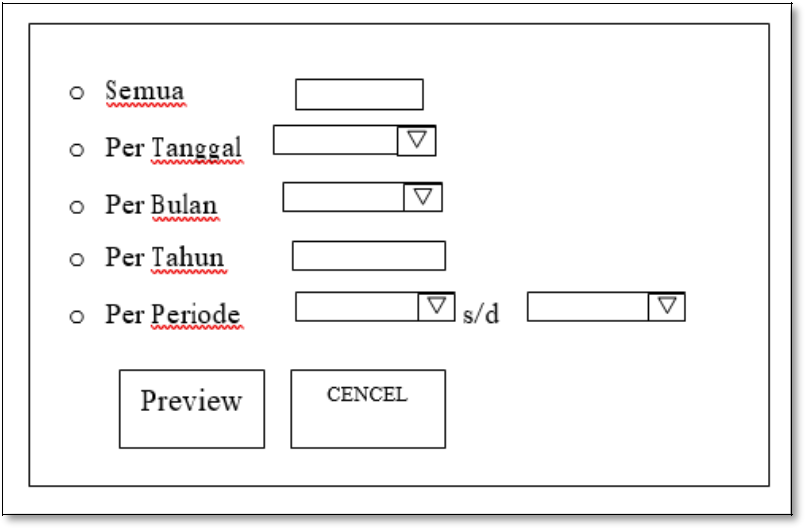 Semua
Per Tanggal
Per Bulan
Per Tahun
Per Periode s/d
Preview CENCEL